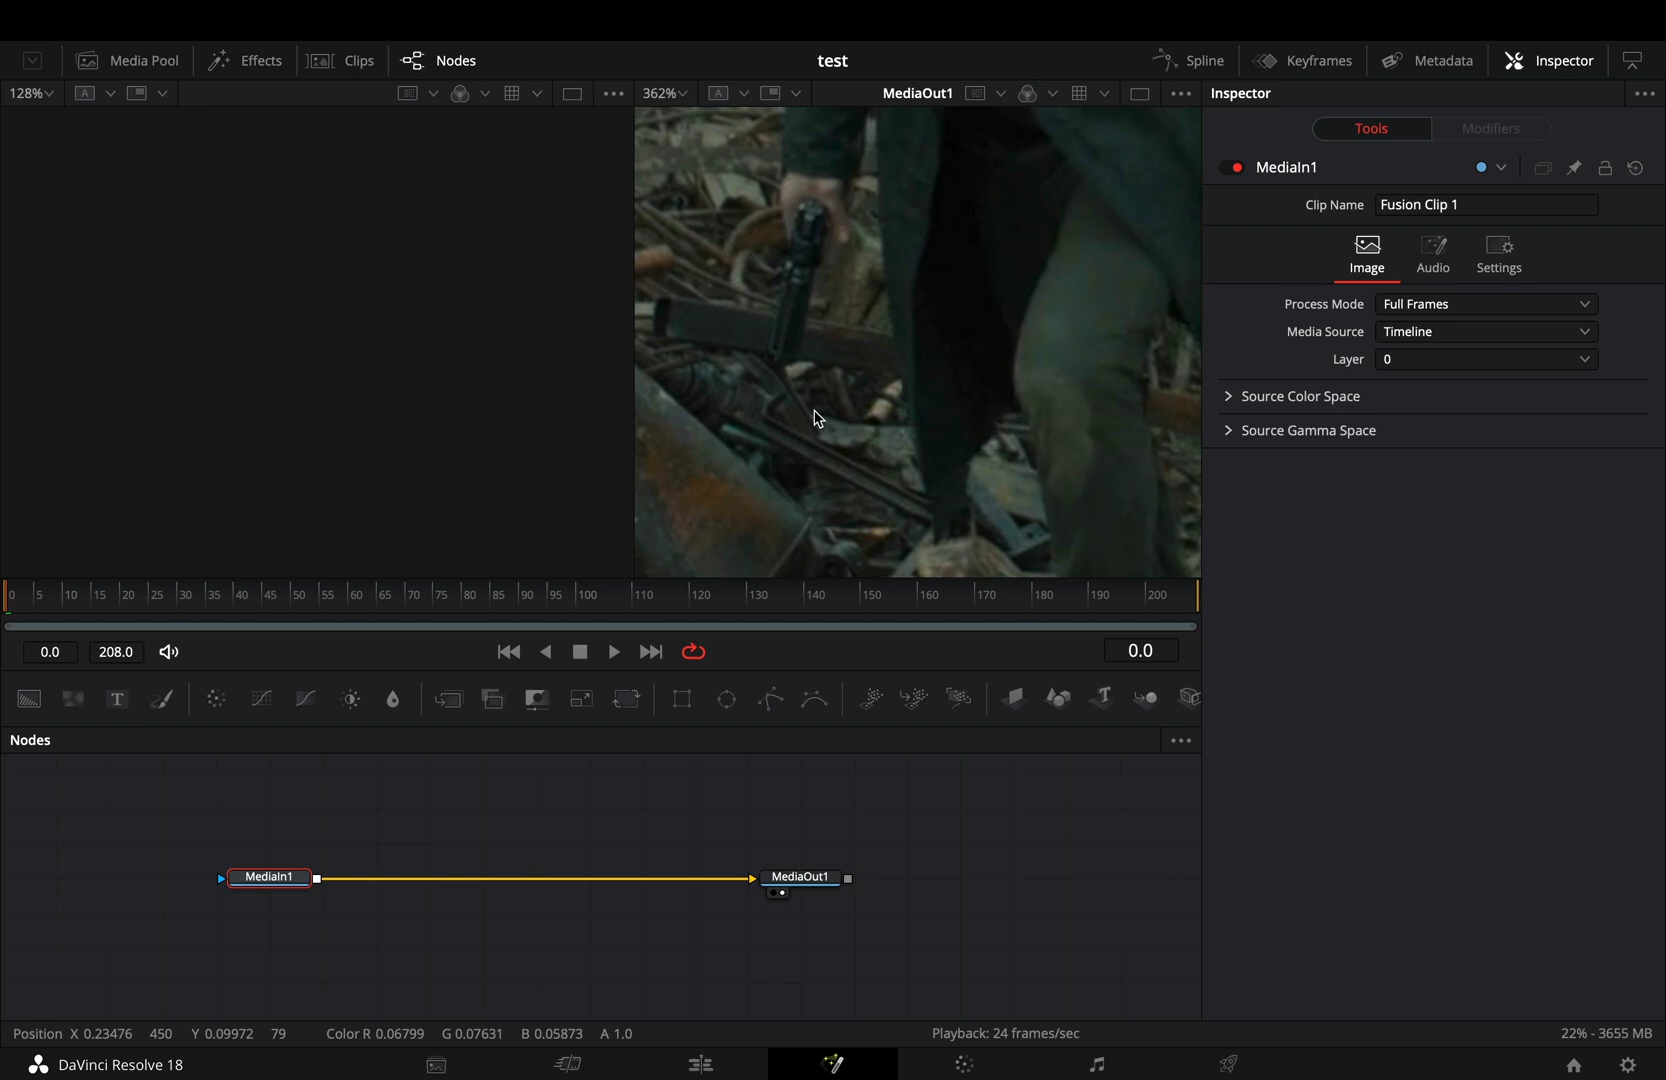 Media Pool
Effects
Clips
Nodes
test
Spline
Keyframes
Metadata
Inspector
128%
A
362%
A
MediaOut1
Inspector
Tools
Modifiers
MediaIn1
Clip Name
Fusion Clip 1
Image
Audio
Settings
Process Mode
Full Frames
Media Source
Timeline
Layer
0
Source Color Space
Source Gamma Space
0 5 10 15 20 25 30 35 40 45 50 55 60 65 70 75 80 85 90 95 100 110 120 130 140 150 160 170 180 190 200
0.0
208.0
0.0
T
T
Nodes
MediaIn1
MediaOut1
Position X 0.23476 450 Y 0.09972 79 Color R 0.06799 G 0.07631 B 0.05873 A 1.0
Playback: 24 frames/sec
22% - 3655 MB
DaVinci Resolve 18